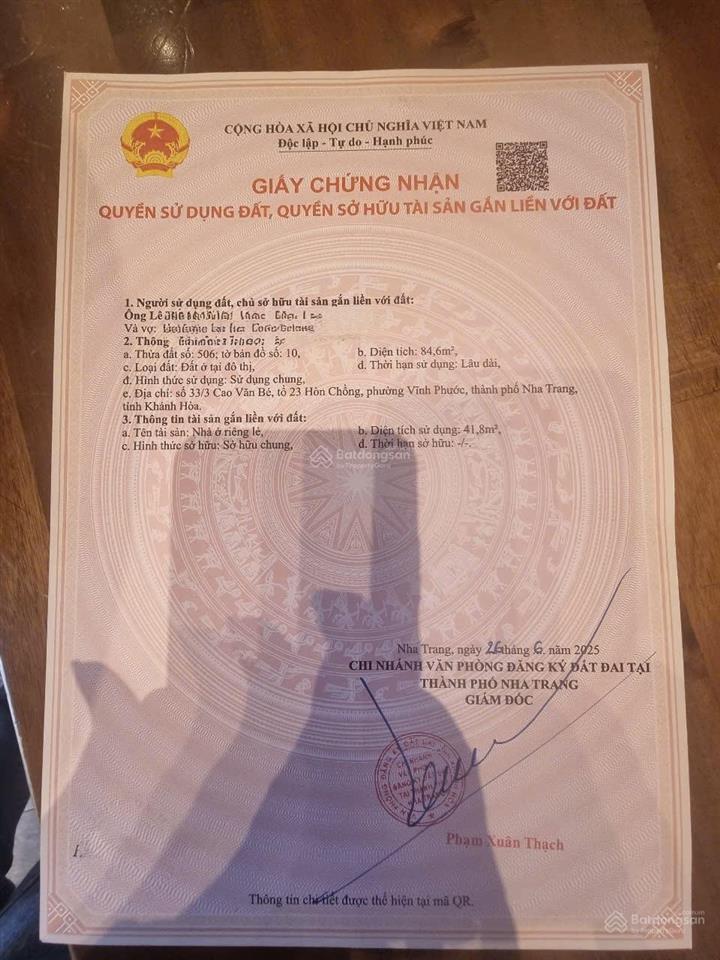 CỘNG HÒA XÃ HỘI CHỦ NGHĨA VIỆT NAM
Độc lập - Tự do - Hạnh phúc
GIẤY CHỨNG NHẬN
QUYỀN SỬ DỤNG ĐẤT, QUYỀN SỞ HỮU TÀI SẢN GẮN LIỀN VỚI ĐẤT
1. Người sử dụng đất, chủ sở hữu tài sản gắn liền với đất:
Ông Lê
Và vợ:
2. Thông
a. Thửa đất số: 506; tờ bản đồ số: 10, b. Diện tích: 84,6m²,
c. Loại đất: Đất ở tại đô thị, d. Thời hạn sử dụng: Lâu dài,
đ. Hình thức sử dụng: Sử dụng chung,
e. Địa chỉ: số 33/3 Cao Văn Bé, tổ 23 Hòn Chồng, phường Vĩnh Phước, thành phố Nha Trang,
tỉnh Khánh Hòa.
3. Thông tin tài sản gắn liền với đất:
a. Tên tài sản: Nhà ở riêng lẻ, b. Diện tích sử dụng: 41,8m²,
c. Hình thức sở hữu: Sở hữu chung, d. Thời hạn sở hữu: -/-.
Batdongsan
by PropertyGuru
Nha Trang, ngày 26 tháng 6. năm 2025
CHI NHÁNH VĂN PHÒNG ĐĂNG KÝ ĐẤT ĐAI TẠI
THÀNH PHỐ NHA TRANG
GIÁM ĐỐC
Phạm Xuân Thạch
Thông tin chi tiết được thể hiện tại mã QR.
Batdongsan.com.vn
by PropertyGuru